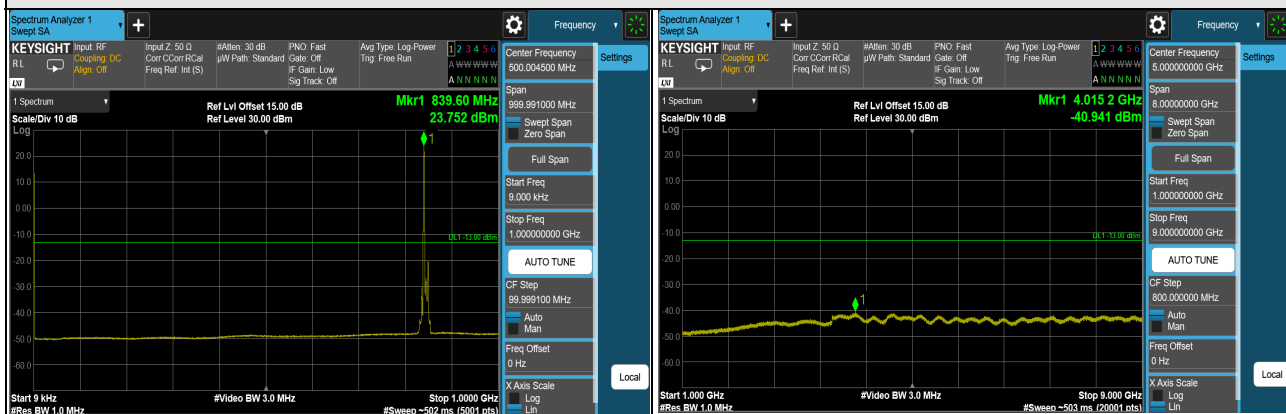 Spectrum Analyzer 1
Swept SA
+
Frequency
KEYSIGHT
RL
LXI
Input: RF
Coupling: DC
Align: Off
Input Z: 50 Ω
Corr CCorr RCal
Freq Ref: Int (S)
#Atten: 30 dB
µW Path: Standard
PNO: Fast
Gate: Off
IF Gain: Low
Sig Track: Off
Avg Type: Log-Power
Trig: Free Run
1 2 3 4 5 6
A W W W W W
A N N N N N
Center Frequency
500.004500 MHz
Settings
Span
999.991000 MHz
Swept Span
Zero Span
Full Span
Start Freq
9.000 kHz
Stop Freq
1.000000000 GHz
AUTO TUNE
CF Step
99.999100 MHz
Auto
Man
Freq Offset
0 Hz
X Axis Scale
Log
Lin
Local
1 Spectrum
Scale/Div 10 dB
Log
Ref Lvl Offset 15.00 dB
Ref Level 30.00 dBm
Mkr1 839.60 MHz
23.752 dBm
1
20.0
10.0
0.00
-10.0
DL1 -13.00 dBm
-20.0
-30.0
-40.0
-50.0
-60.0
Start 9 kHz
#Video BW 3.0 MHz
Stop 1.0000 GHz
#Res BW 1.0 MHz
#Sweep ~502 ms (5001 pts)
Spectrum Analyzer 1
Swept SA
+
Frequency
KEYSIGHT
RL
LXI
Input: RF
Coupling: DC
Align: Off
Input Z: 50 Ω
Corr CCorr RCal
Freq Ref: Int (S)
#Atten: 30 dB
µW Path: Standard
PNO: Fast
Gate: Off
IF Gain: Low
Sig Track: Off
Avg Type: Log-Power
Trig: Free Run
1 2 3 4 5 6
A W W W W W
A N N N N N
Center Frequency
5.000000000 GHz
Settings
Span
8.00000000 GHz
Swept Span
Zero Span
Full Span
Start Freq
1.000000000 GHz
Stop Freq
9.000000000 GHz
AUTO TUNE
CF Step
800.000000 MHz
Auto
Man
Freq Offset
0 Hz
X Axis Scale
Log
Lin
Local
1 Spectrum
Scale/Div 10 dB
Log
Ref Lvl Offset 15.00 dB
Ref Level 30.00 dBm
Mkr1 4.015 2 GHz
-40.941 dBm
1
20.0
10.0
0.00
-10.0
DL1 -13.00 dBm
-20.0
-30.0
-40.0
-50.0
-60.0
Start 1.000 GHz
#Video BW 3.0 MHz
Stop 9.000 GHz
#Res BW 1.0 MHz
#Sweep ~503 ms (20001 pts)